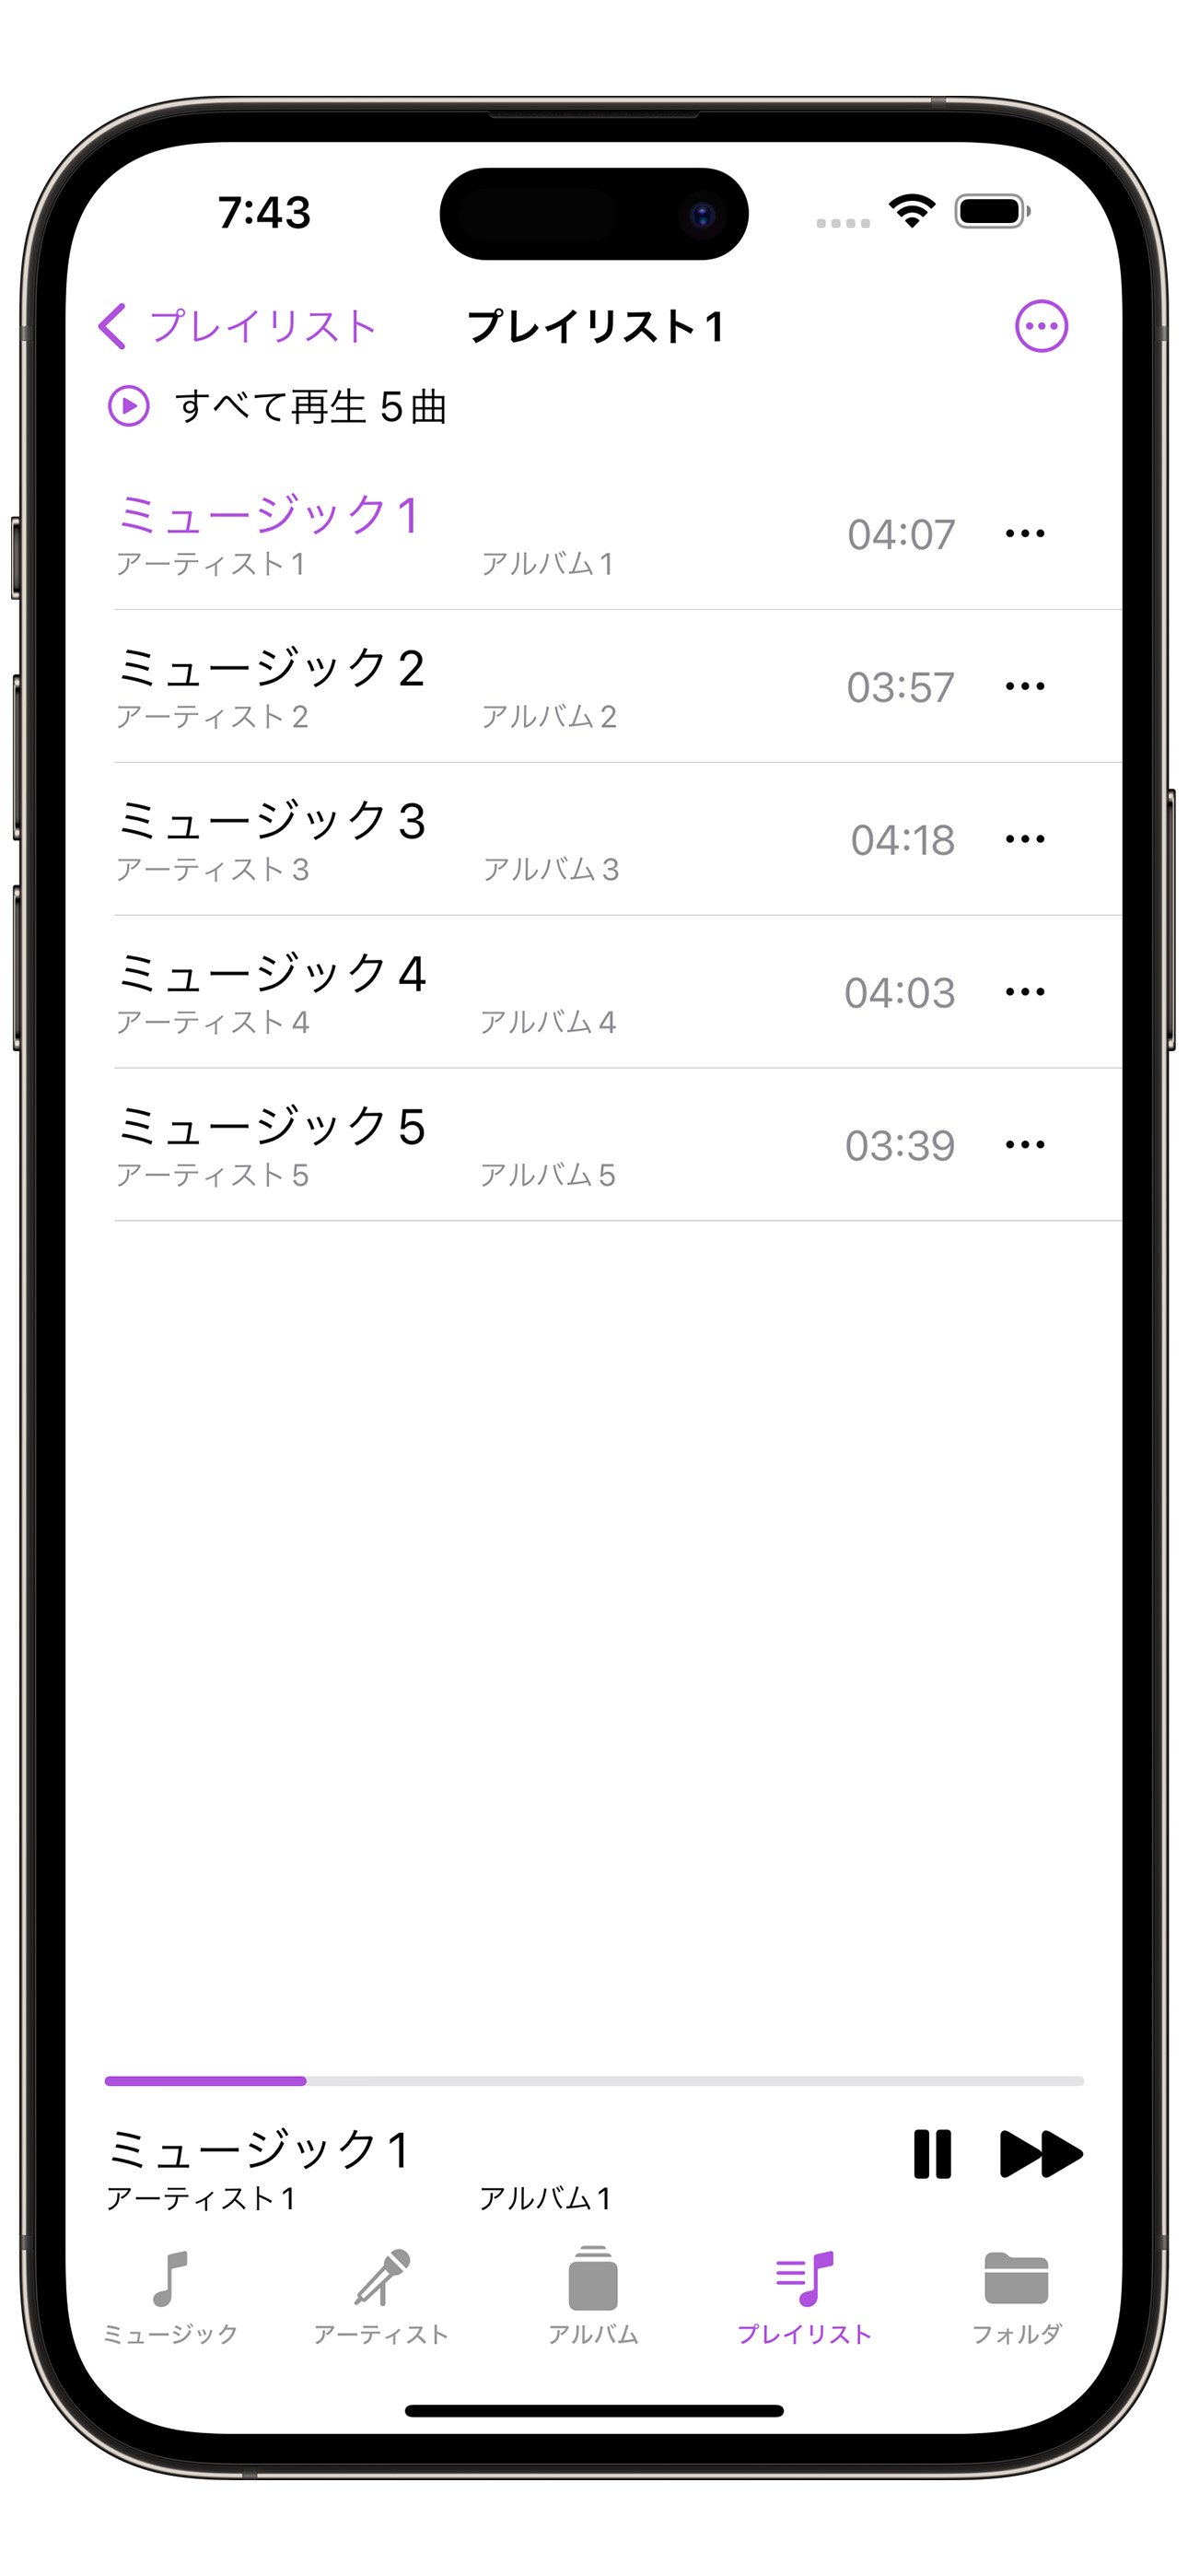 7:43
プレイリスト プレイリスト1
すべて再生 5曲
ミュージック1
アーティスト1 アルバム1 04:07
ミュージック2
アーティスト2 アルバム2 03:57
ミュージック3
アーティスト3 アルバム3 04:18
ミュージック4
アーティスト4 アルバム4 04:03
ミュージック5
アーティスト5 アルバム5 03:39
ミュージック1
アーティスト1 アルバム1
ミュージック アーティスト アルバム プレイリスト フォルダ